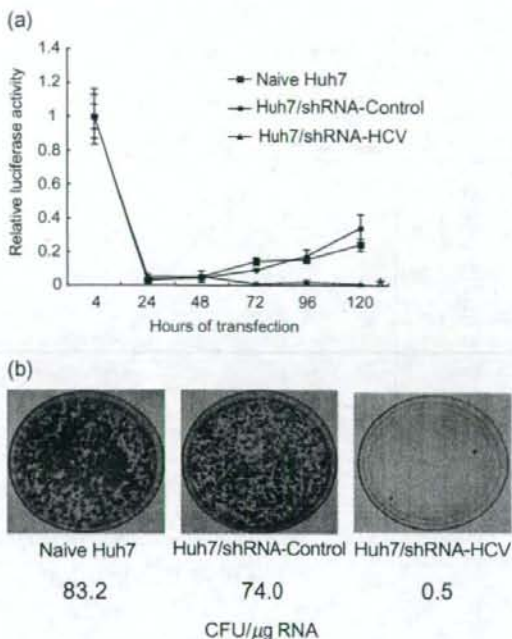 (a)
Relative luciferase activity
1.4
1.2
1
0.8
0.6
0.4
0.2
0
Naive Huh7
Huh7/shRNA-Control
Huh7/shRNA-HCV
*
4 24 48 72 96 120
Hours of transfection
(b)
Naive Huh7 Huh7/shRNA-Control Huh7/shRNA-HCV
83.2 74.0 0.5
CFU/µg RNA